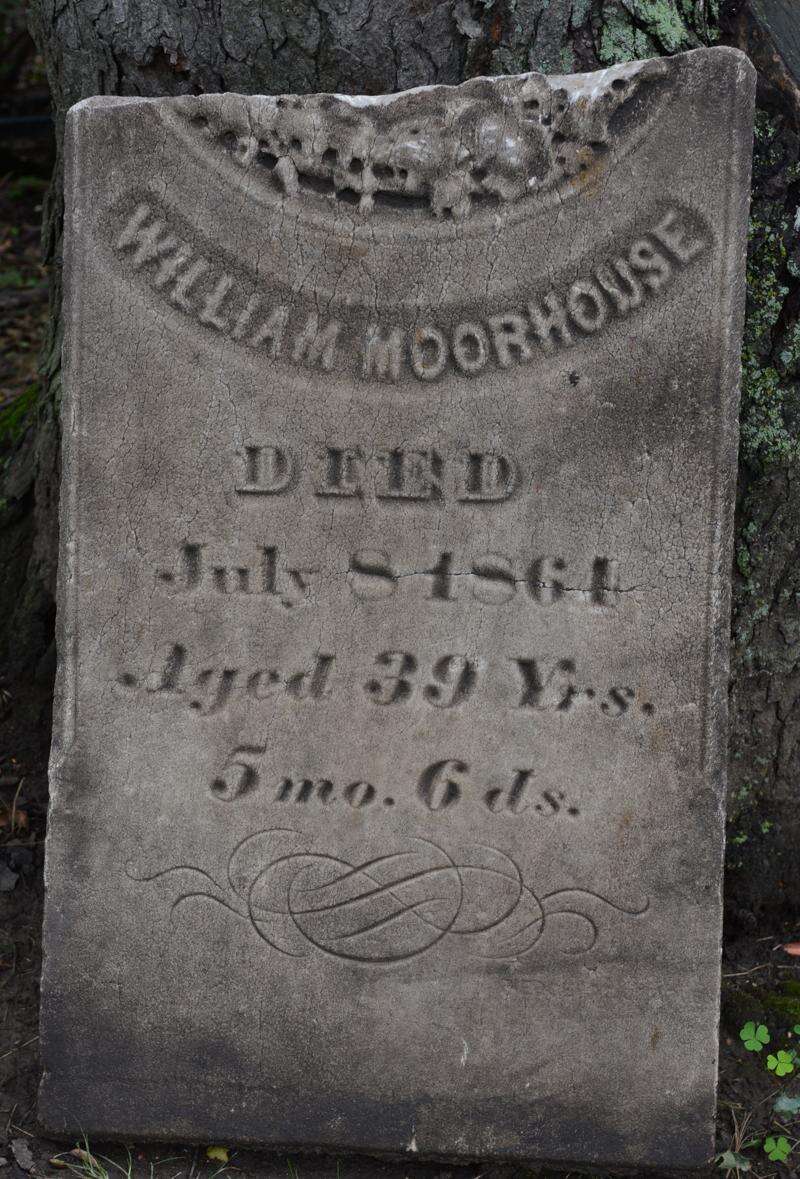 WILLIAM MOORHOUSE
DIED
July 8 1864
Aged 39 Yrs.
5 mo. 6 ds.